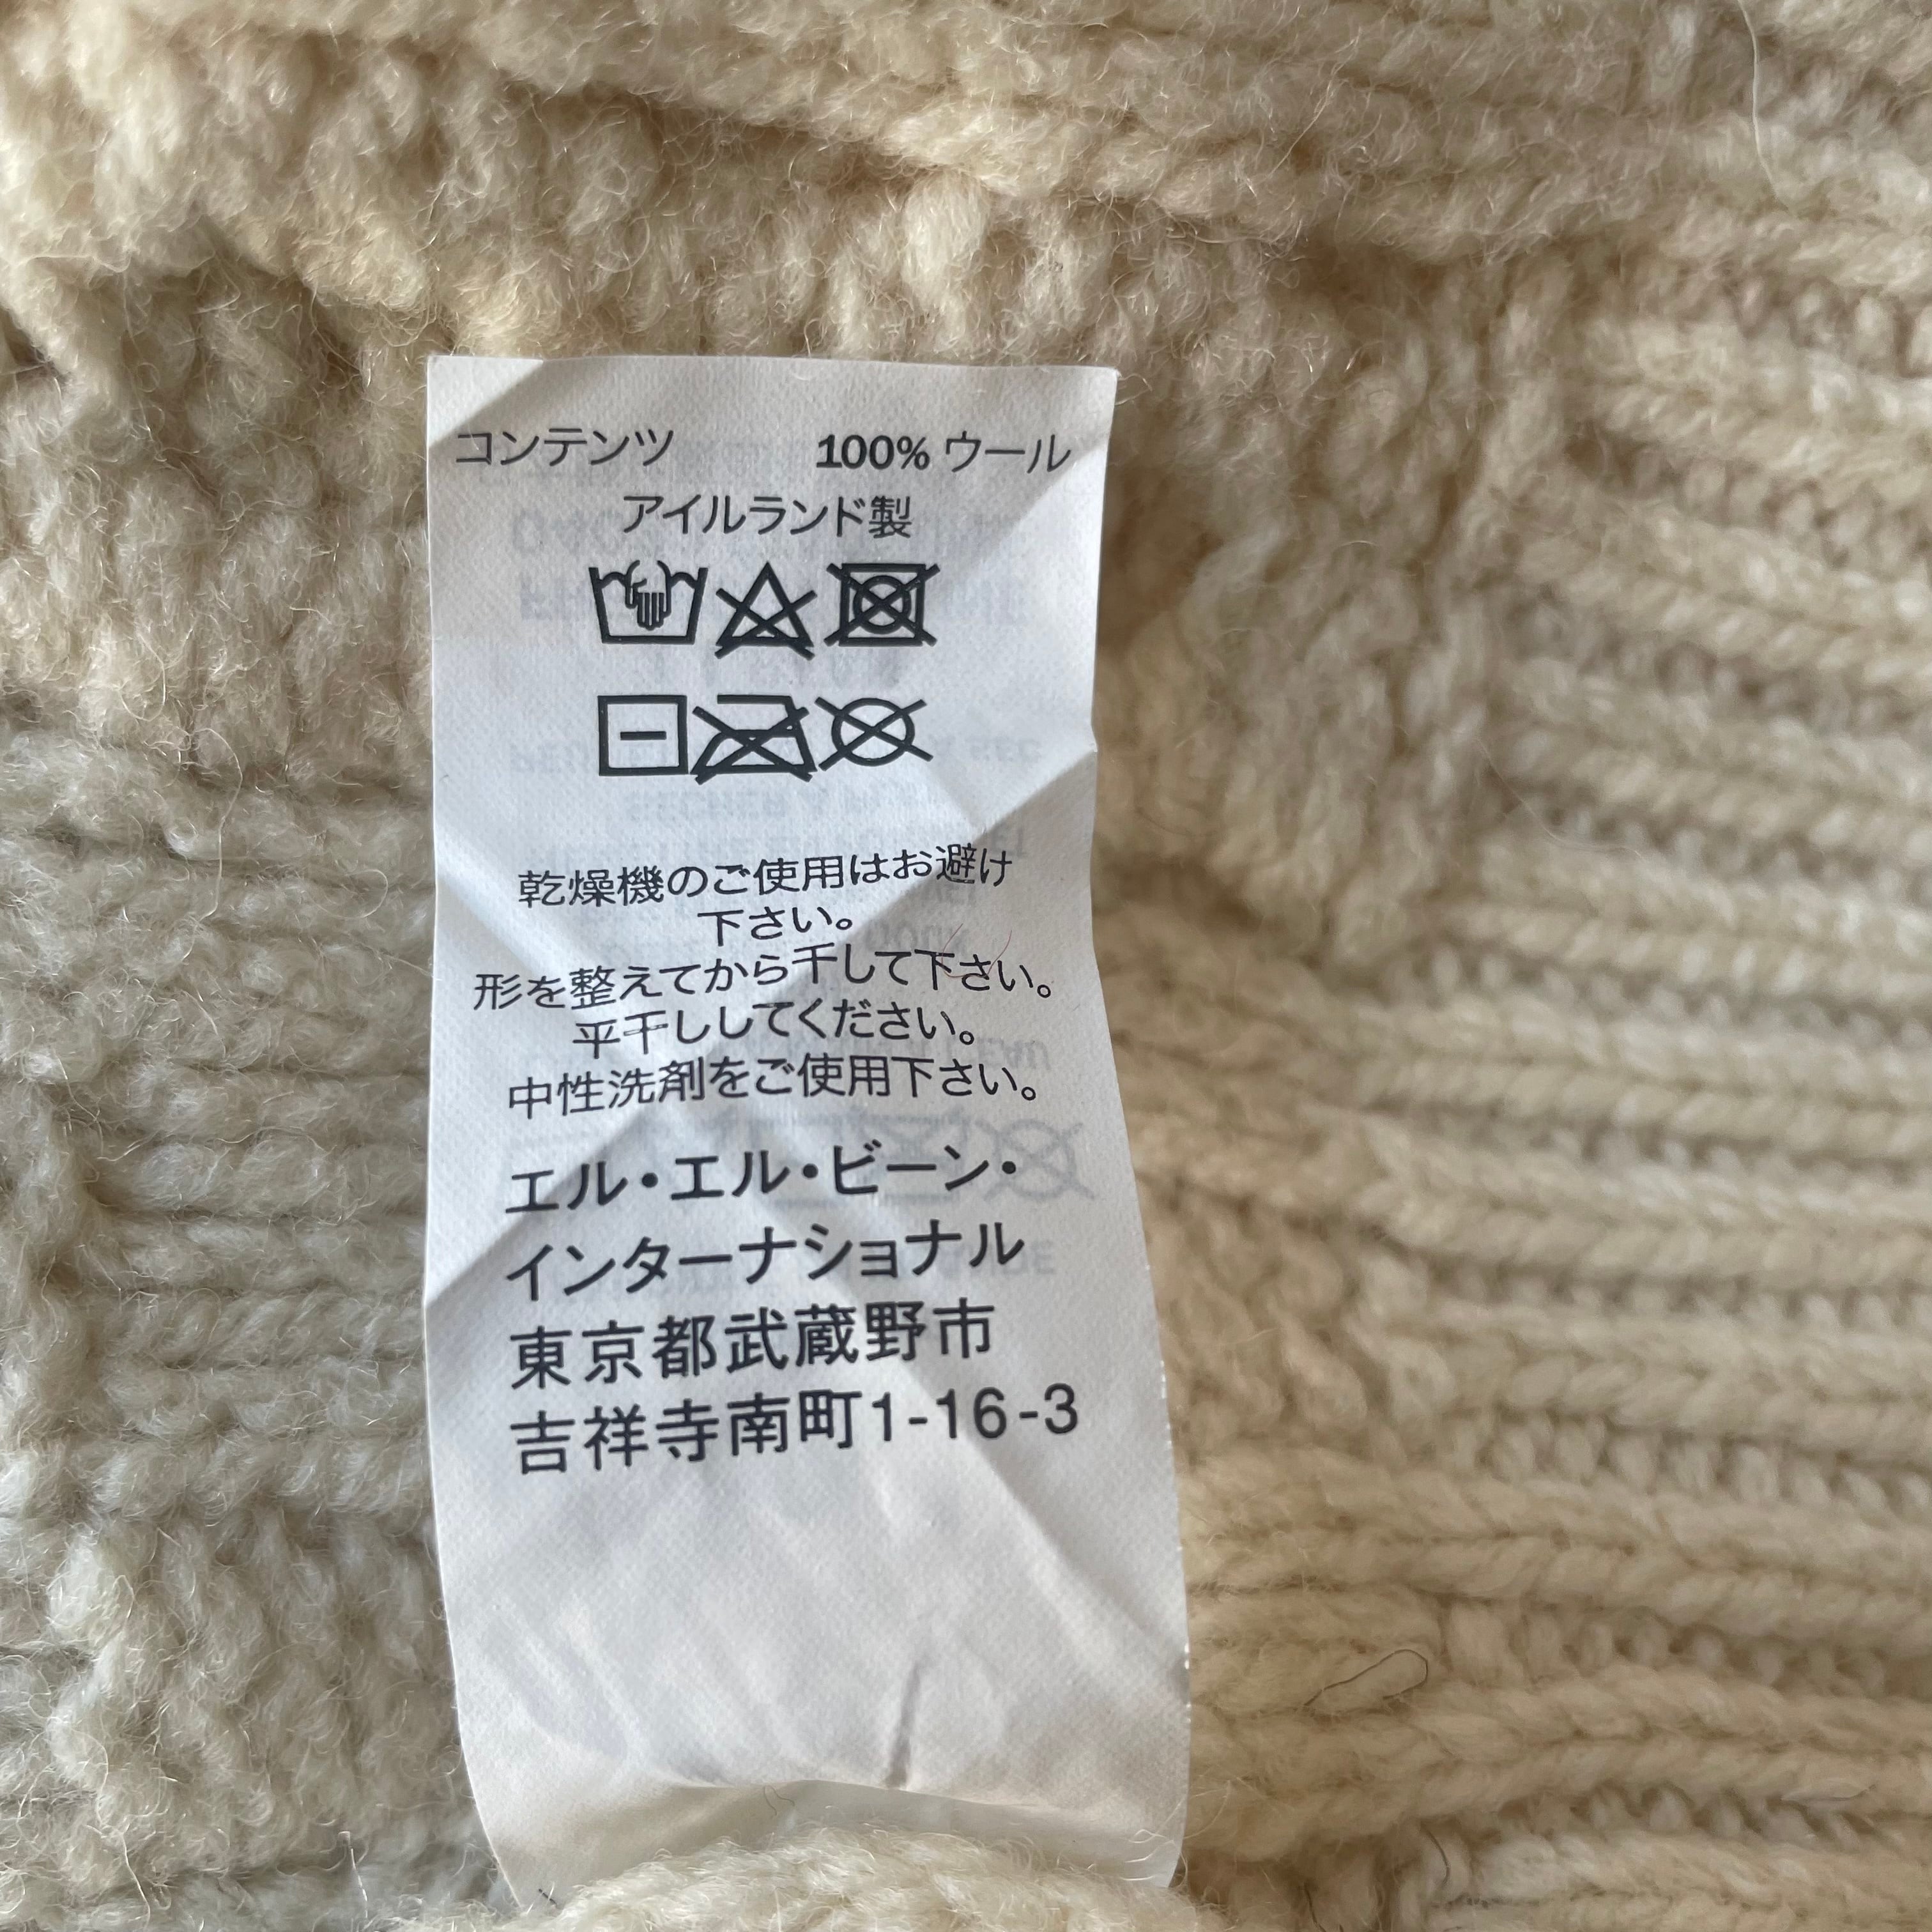 コンテンツ 100% ウール
アイルランド製
乾燥機のご使用はお避け
下さい。
形を整えてから干して下さい。
平干ししてください。
中性洗剤をご使用下さい。
エル・エル・ビーン・
インターナショナル
東京都武蔵野市
吉祥寺南町1-16-3